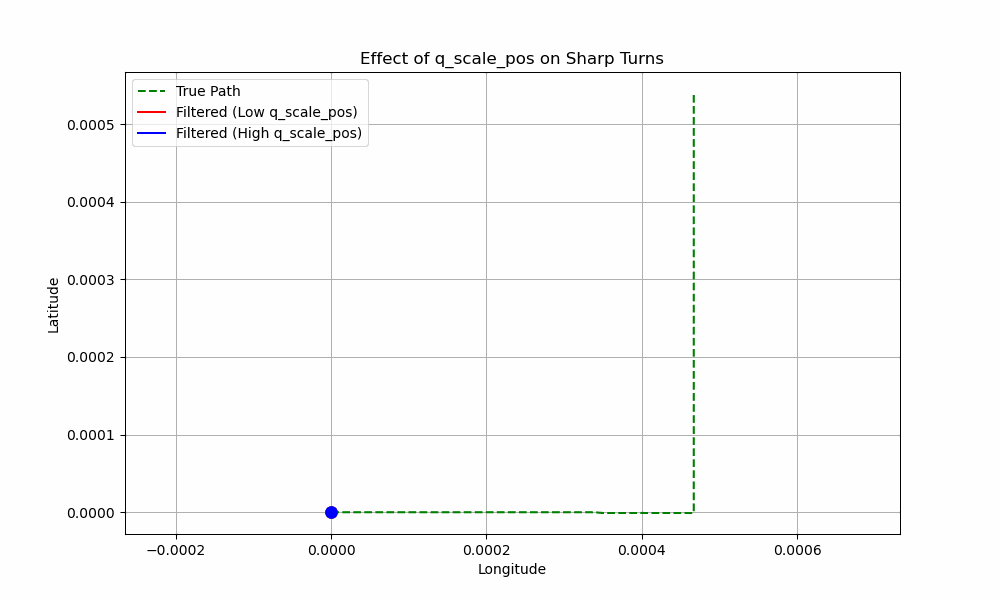 Effect of q_scale_pos on Sharp Turns
True Path
Filtered (Low q_scale_pos)
Filtered (High q_scale_pos)
0.0005
0.0004
0.0003
0.0002
0.0001
0.0000
Latitude
−0.0002 0.0000 0.0002 0.0004 0.0006
Longitude